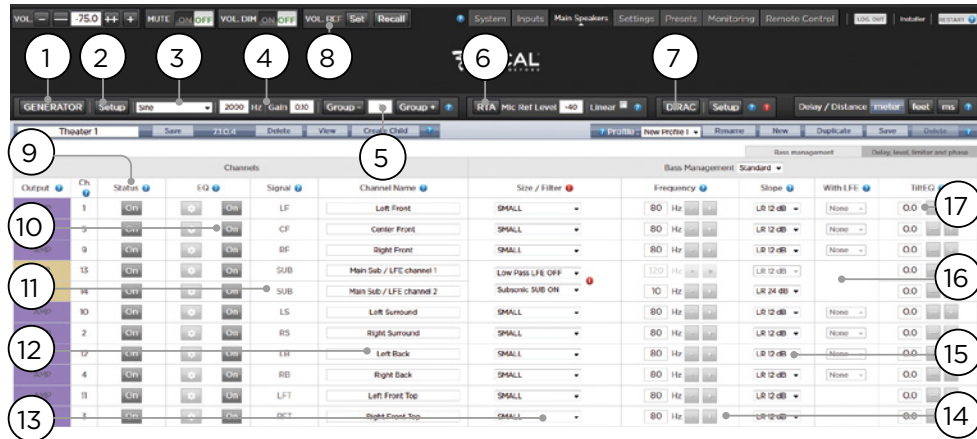 VOL. -75.0 ++ + MUTE ON OFF VOL. DIM ON OFF VOL. REF Set Recall System Inputs Main Speakers Settings Presets Monitoring Remote Control LOG OUT Installer RESTART
1 2 3 4 8 6 7
CAL
GENERATOR Setup Sine 2000 Hz Gain 0.10 Group - Group + RTA Mic Ref Level -40 Linear DIRAC Setup Delay / Distance meter feet ms
5
Theater 1 Save 7.1.0.4 Delete View Create Child Profile New Profile 1 Rename New Duplicate Save Delete
9
Bass management Delay, level, limitor and phase
Channels Bass Management Standard
Output Ch. Status EQ Signal Channel Name Size / Filter Frequency Slope With LFE TiltEQ
1 On On LF Left Front SMALL 80 Hz LR 12 dB None 0.0 17
10 5 On On CF Center Front SMALL 80 Hz LR 12 dB None 0.0
AMP 9 On On RF Right Front SMALL 80 Hz LR 12 dB None 0.0
13 On On SUB Main Sub / LFE channel 1 Low Pass LFE OFF 120 Hz LR 12 dB 0.0
11 16
14 On On SUB Main Sub / LFE channel 2 Subsonic SUB ON 10 Hz LR 24 dB 0.0
AMP 10 On On LS Left Surround SMALL 80 Hz LR 12 dB None 0.0
2 On On RS Right Surround SMALL 80 Hz LR 12 dB None 0.0
12 12 On On LB Left Back SMALL 80 Hz LR 12 dB None 0.0 15
AMP 4 On On RB Right Back SMALL 80 Hz LR 12 dB None 0.0
AMP 11 On On LFT Left Front Top SMALL 80 Hz LR 12 dB 0.0
13 3 On On RFT Right Front Top SMALL 80 Hz LR 12 dB 0.0 14